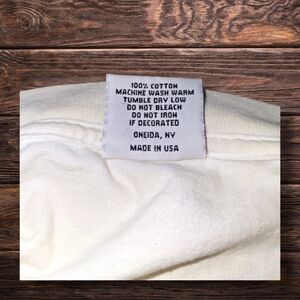 100% COTTON
MACHINE WASH WARM
TUMBLE DRY LOW
DO NOT BLEACH
DO NOT IRON
IF DECORATED
ONEIDA, NY
MADE IN USA